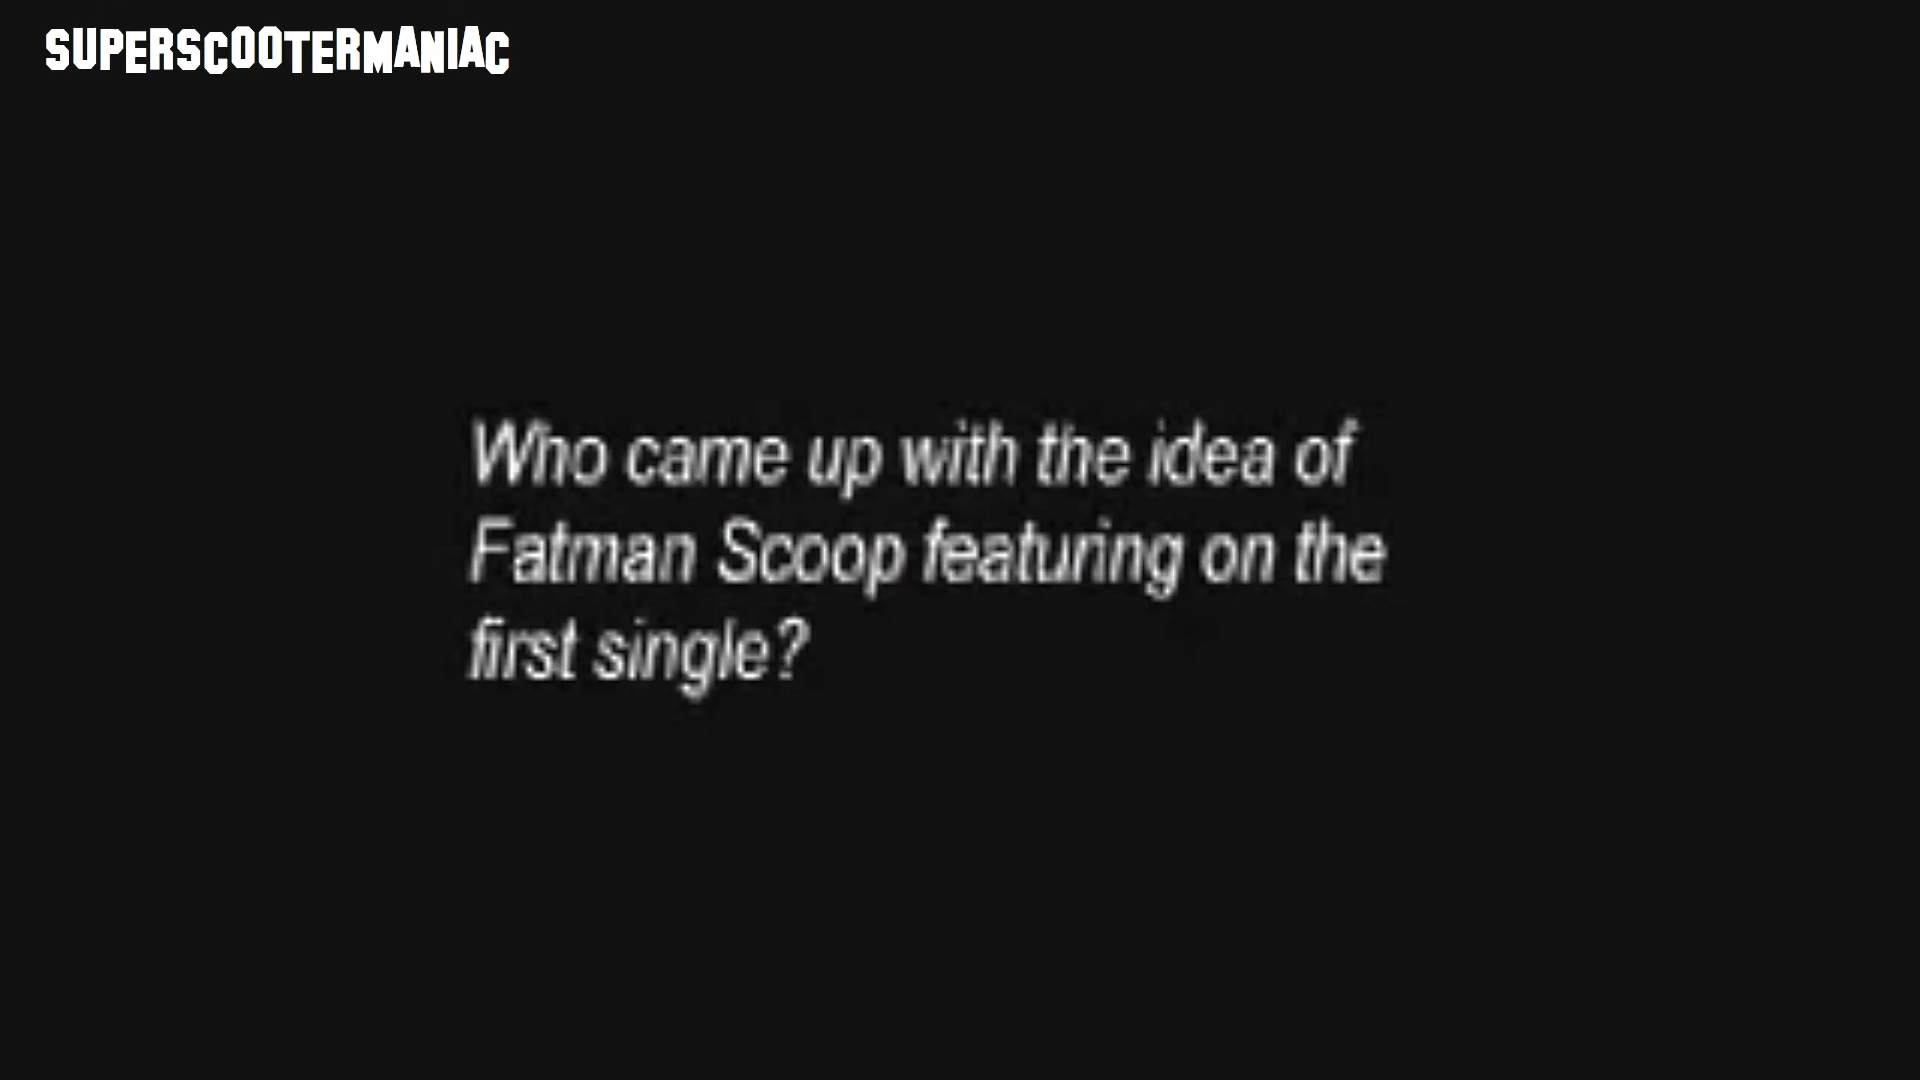 SUPERSCOOTERMANIAC
Who came up with the idea of
Fatman Scoop featuring on the
first single?